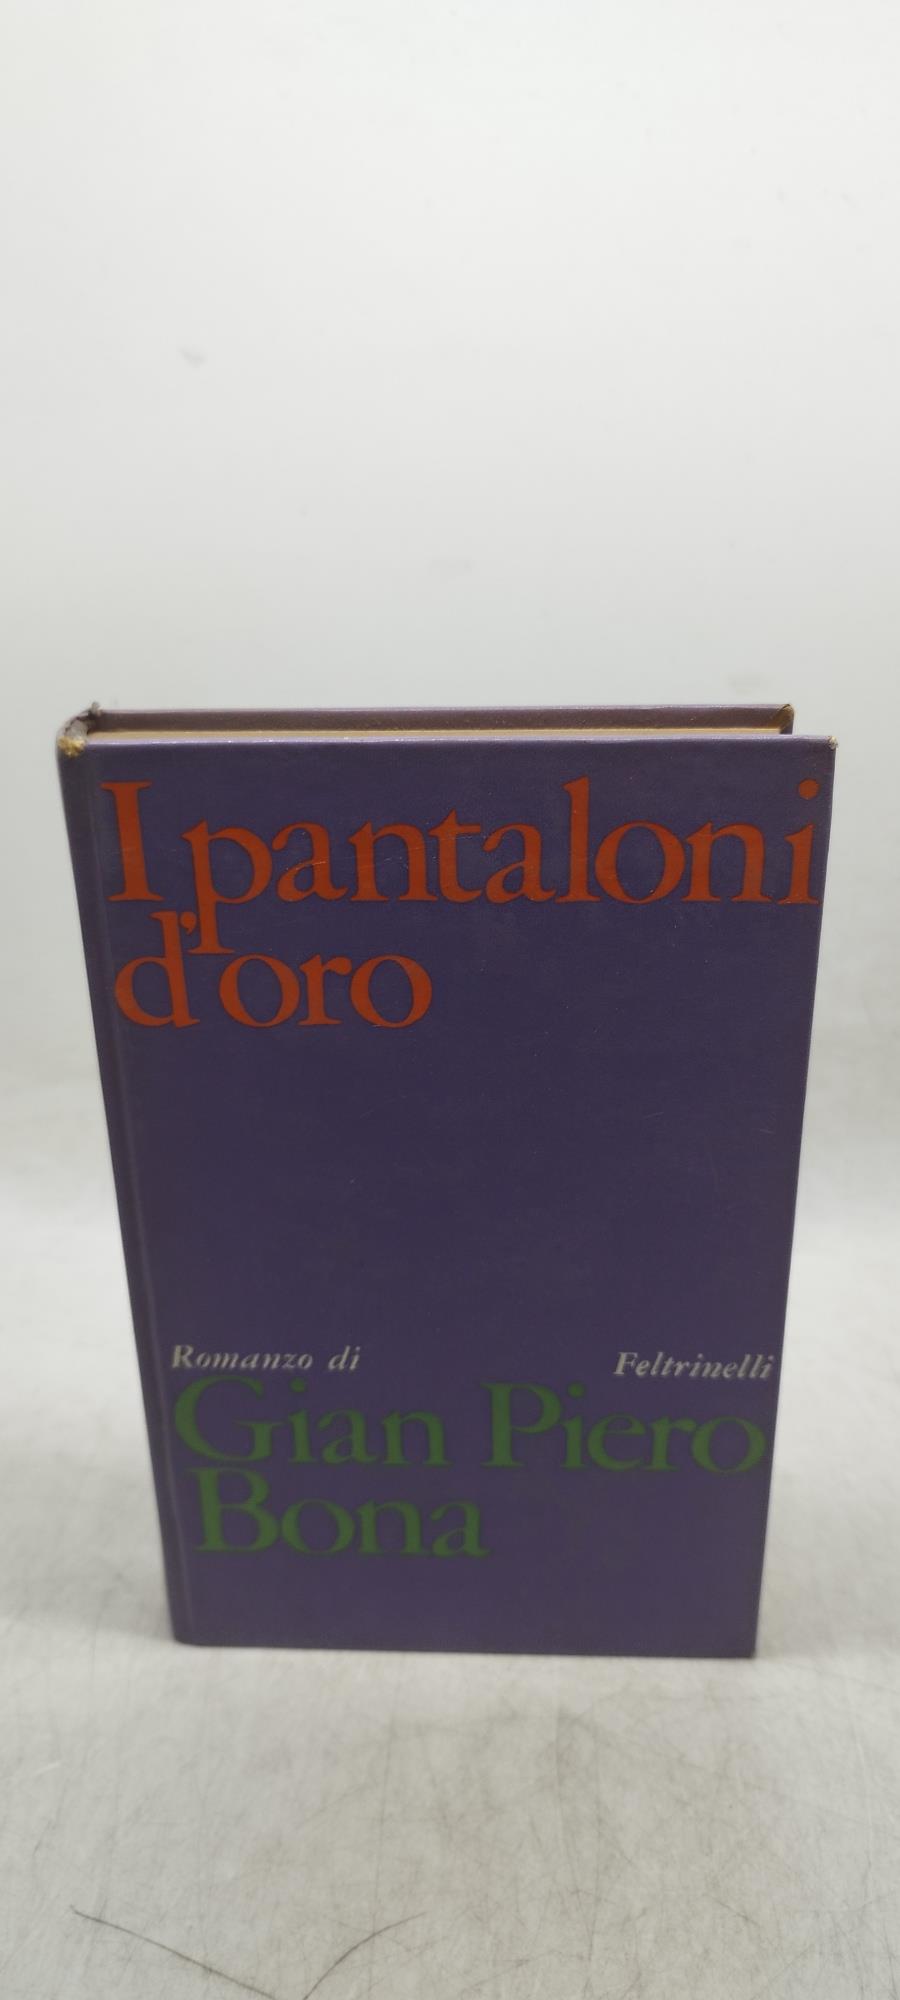 I pantaloni
d'oro
Romanzo di Feltrinelli
Gian Piero
Bona